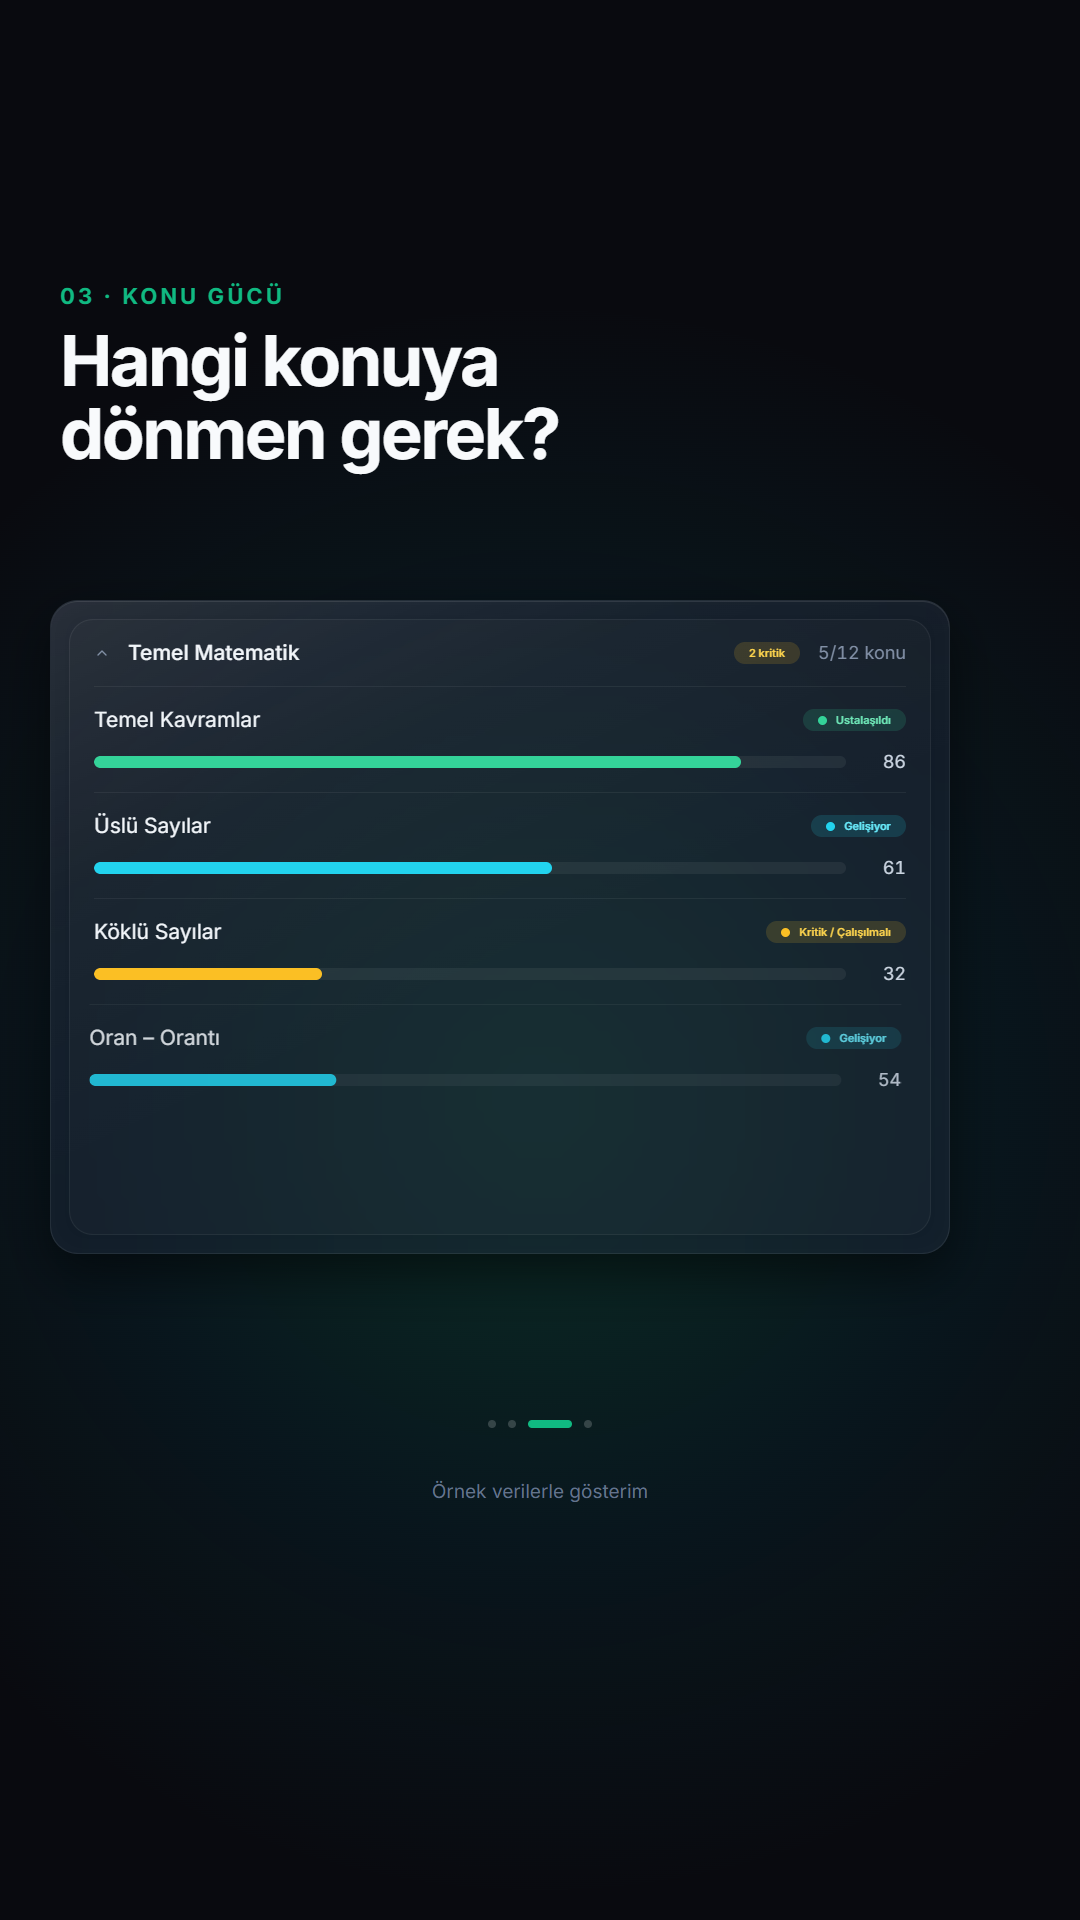 03 · KONU GÜCÜ
Hangi konuya
dönmen gerek?
Temel Matematik 2 kritik 5/12 konu
Temel Kavramlar Ustalaşıldı
86
Üslü Sayılar Gelişiyor
61
Köklü Sayılar Kritik / Çalışılmalı
32
Oran – Orantı Gelişiyor
54
Örnek verilerle gösterim